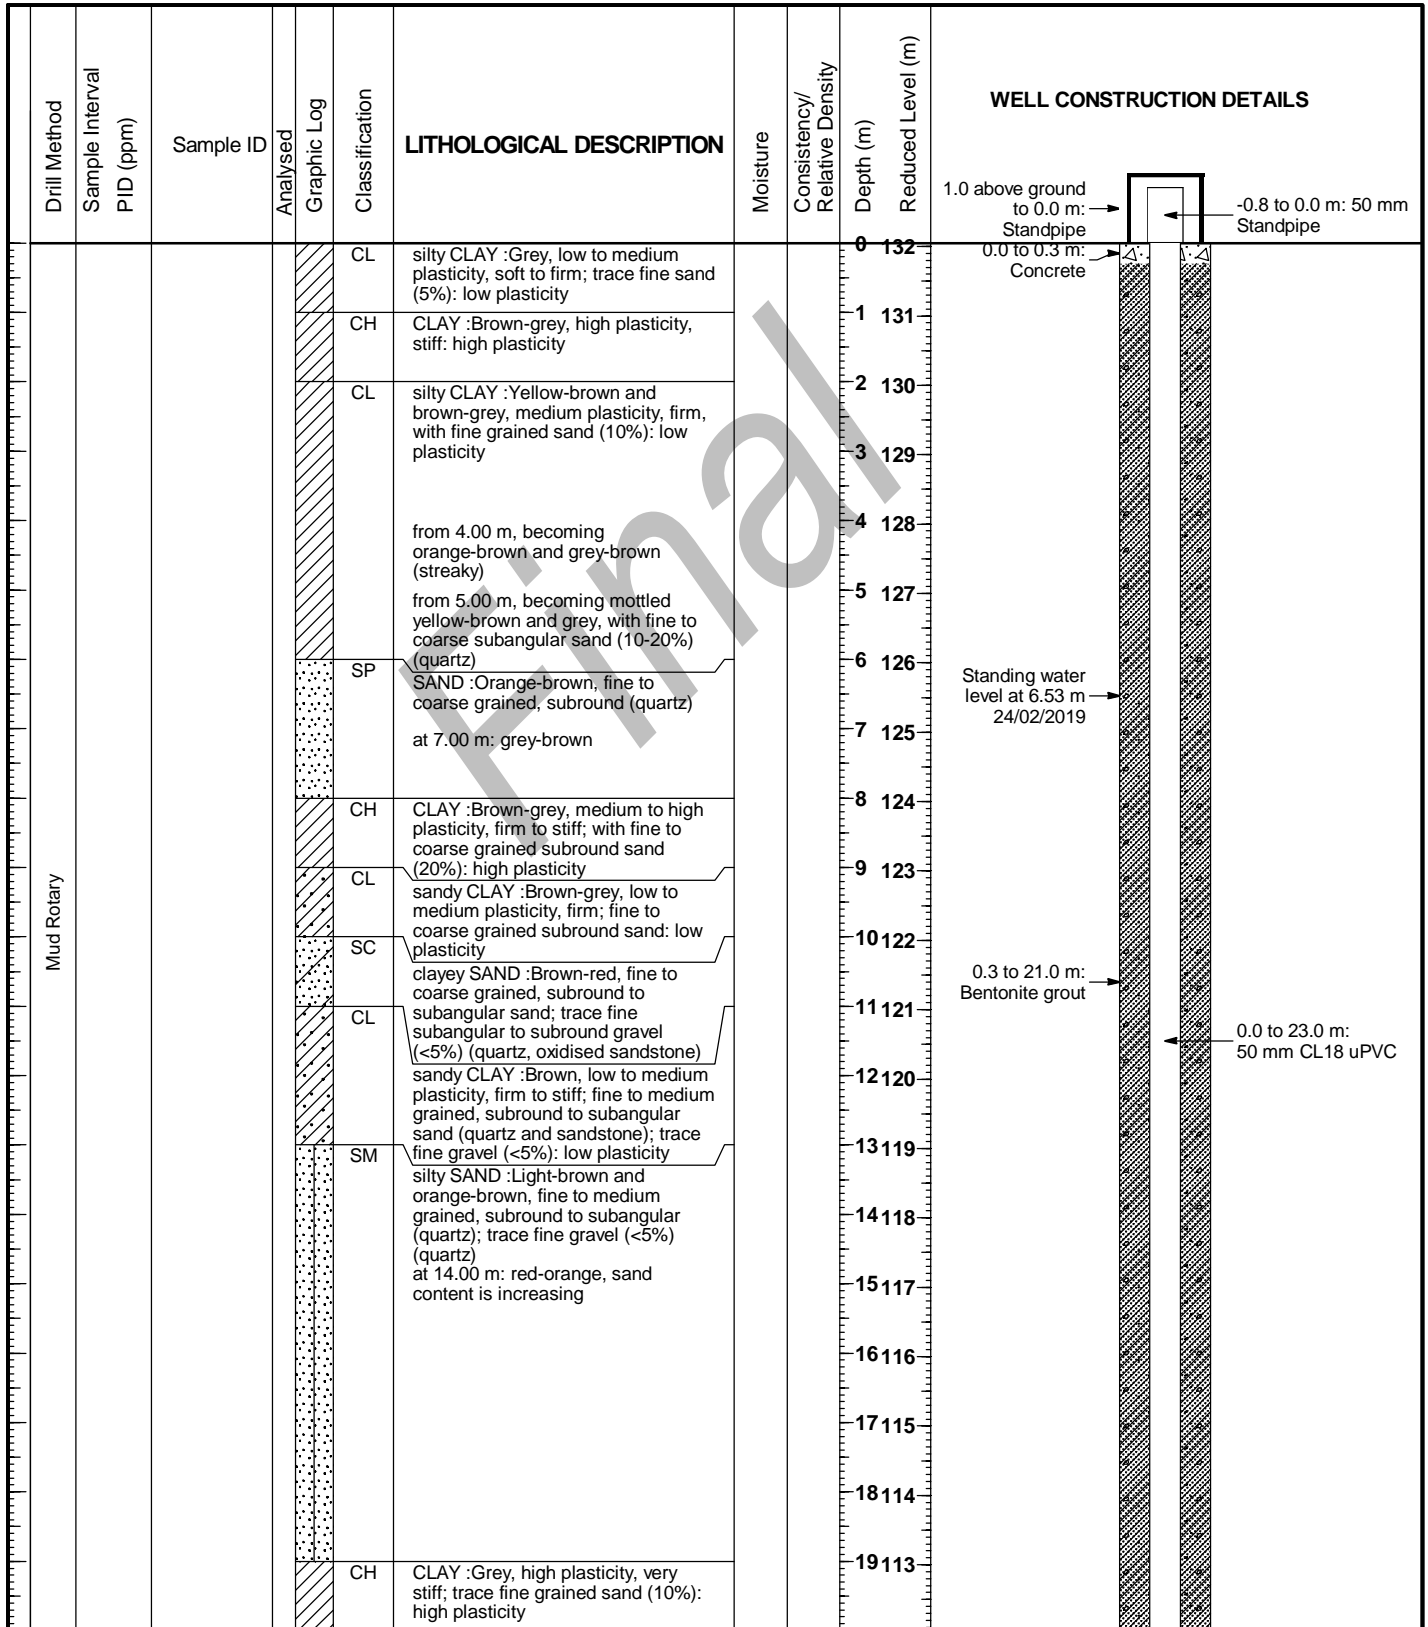 Drill Method
Sample Interval
PID (ppm)
Sample ID
Analysed
Graphic Log
Classification
LITHOLOGICAL DESCRIPTION
Moisture
Consistency/
Relative Density
Depth (m)
Reduced Level (m)
WELL CONSTRUCTION DETAILS
1.0 above ground
to 0.0 m:
Standpipe
-0.8 to 0.0 m: 50 mm
Standpipe
0 132
0.0 to 0.3 m:
Concrete
CL
silty CLAY :Grey, low to medium
plasticity, soft to firm; trace fine sand
(5%): low plasticity
1 131
CH
CLAY :Brown-grey, high plasticity,
stiff: high plasticity
2 130
CL
silty CLAY :Yellow-brown and
brown-grey, medium plasticity, firm,
with fine grained sand (10%): low
plasticity
3 129
4 128
from 4.00 m, becoming
orange-brown and grey-brown
(streaky)
5 127
from 5.00 m, becoming mottled
yellow-brown and grey, with fine to
coarse subangular sand (10-20%)
(quartz)
6 126
SP
SAND :Orange-brown, fine to
coarse grained, subround (quartz)
Standing water
level at 6.53 m
24/02/2019
7 125
at 7.00 m: grey-brown
8 124
CH
CLAY :Brown-grey, medium to high
plasticity, firm to stiff; with fine to
coarse grained subround sand
(20%): high plasticity
9 123
CL
sandy CLAY :Brown-grey, low to
medium plasticity, firm; fine to
coarse grained subround sand: low
plasticity
Mud Rotary
10 122
SC
clayey SAND :Brown-red, fine to
coarse grained, subround to
subangular sand; trace fine
subangular to subround gravel
(<5%) (quartz, oxidised sandstone)
0.3 to 21.0 m:
Bentonite grout
11 121
CL
0.0 to 23.0 m:
50 mm CL18 uPVC
12 120
sandy CLAY :Brown, low to medium
plasticity, firm to stiff; fine to medium
grained, subround to subangular
sand (quartz and sandstone); trace
fine gravel (<5%): low plasticity
13 119
SM
silty SAND :Light-brown and
orange-brown, fine to medium
grained, subround to subangular
(quartz); trace fine gravel (<5%)
(quartz)
14 118
at 14.00 m: red-orange, sand
content is increasing
15 117
16 116
17 115
18 114
19 113
CH
CLAY :Grey, high plasticity, very
stiff; trace fine grained sand (10%):
high plasticity
Final